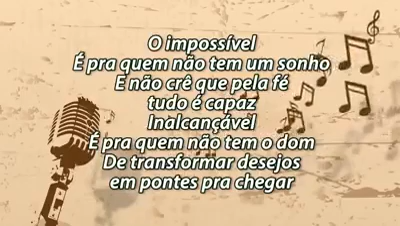 O impossível
É pra quem não tem um sonho
E não crê que pela fé
tudo é capaz
Inalcançável
É pra quem não tem o dom
De transformar desejos
em pontes pra chegar